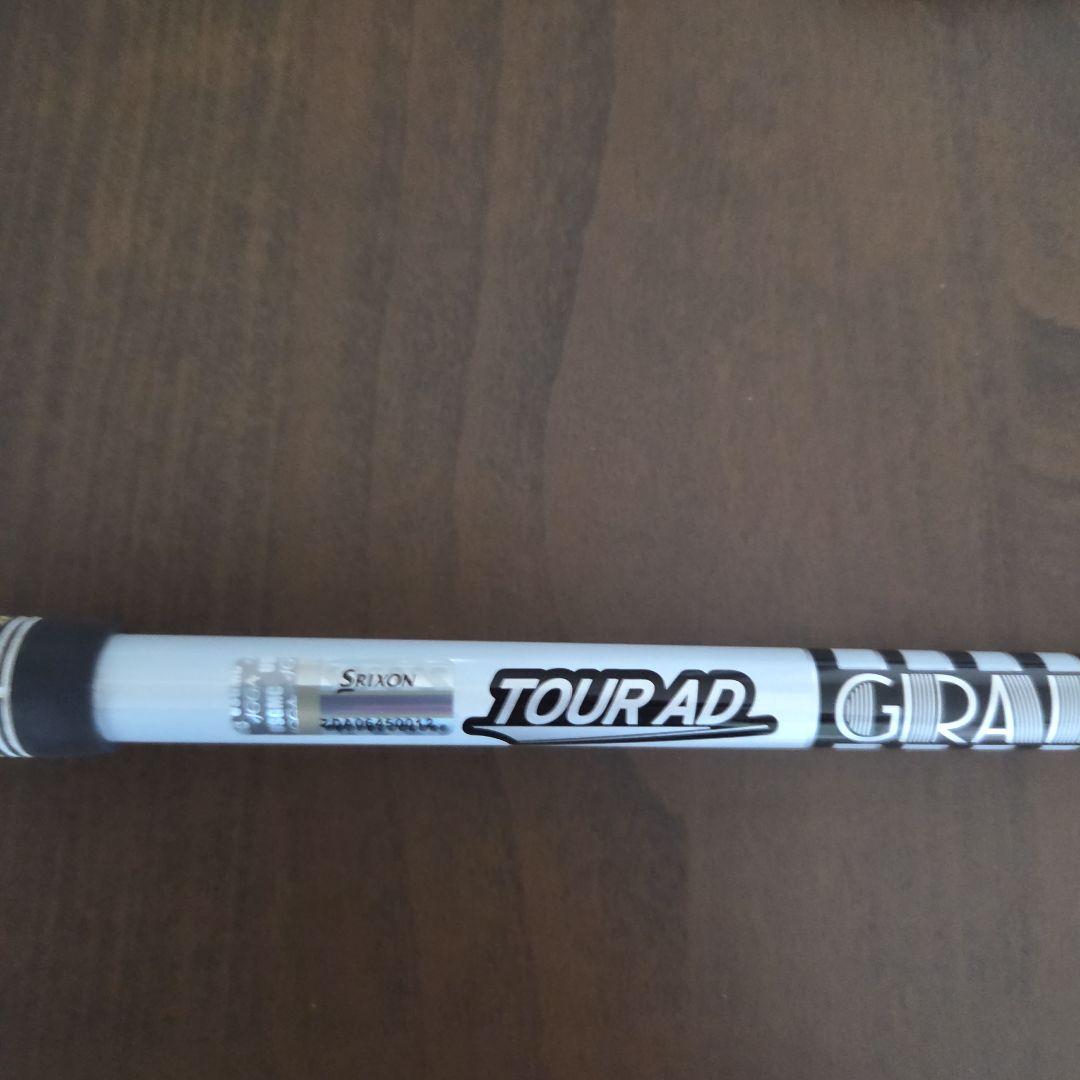 SRIXON
ZDA06450012
TOUR AD
GRA